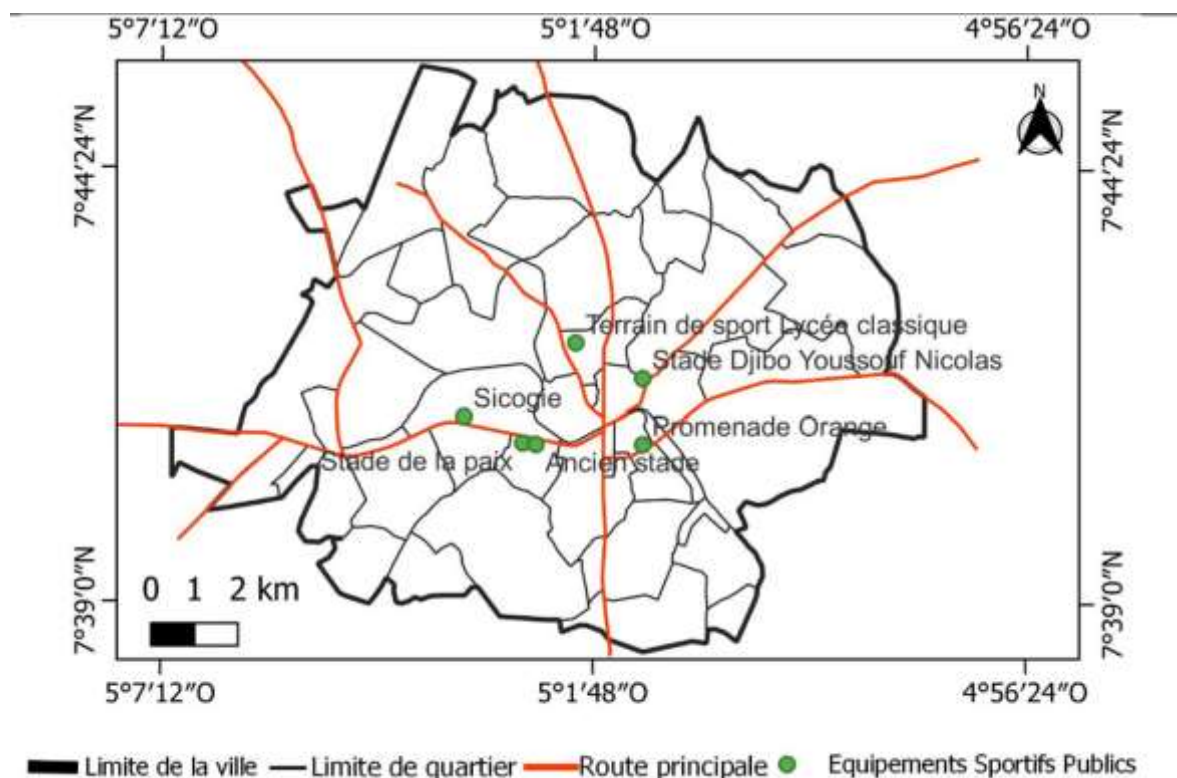 5°7'12"O 5°1'48"O 4°56'24"O
N
7°44'24"N 7°44'24"N
Terrain de sport Lycée classique
Stade Djibo Youssouf Nicolas
Sicogie
Promenade Orange
Stade de la paix Ancien stade
7°39'0"N 7°39'0"N
0 1 2 km
5°7'12"O 5°1'48"O 4°56'24"O
Limite de la ville Limite de quartier Route principale Equipements Sportifs Publics